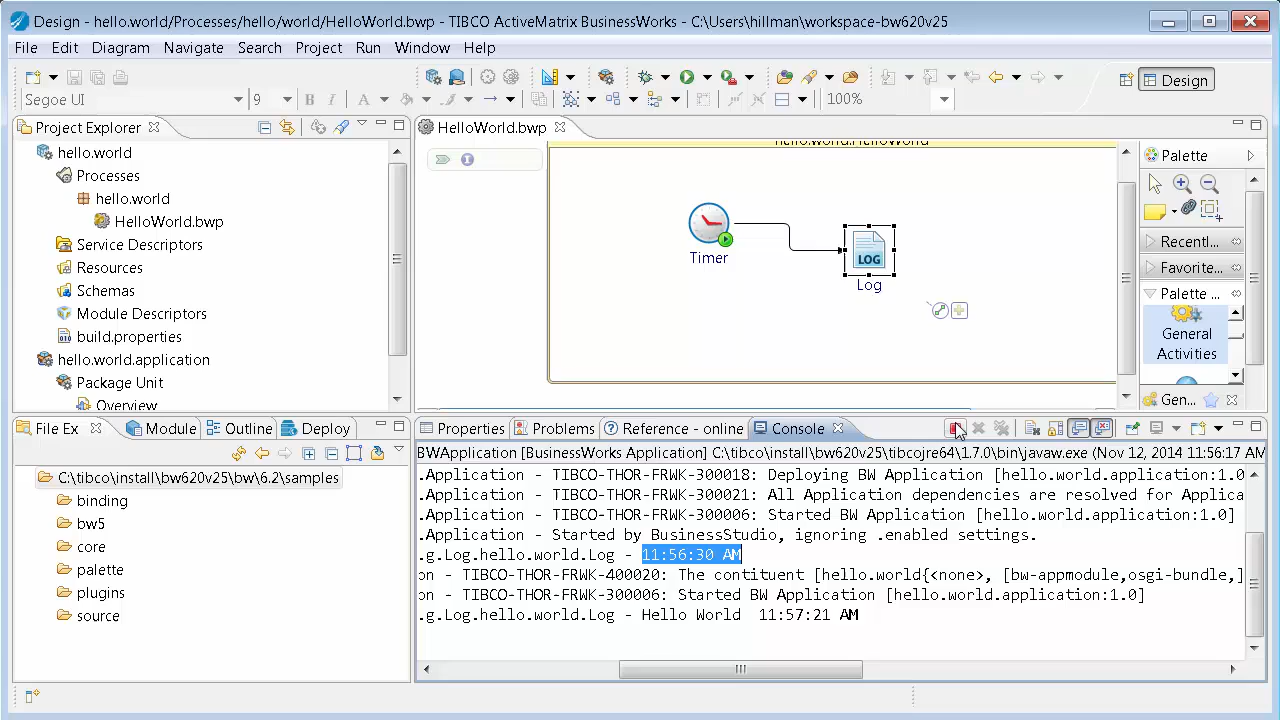 Design - hello.world/Processes/hello/world/HelloWorld.bwp - TIBCO ActiveMatrix BusinessWorks - C:\Users\hillman\workspace-bw620v25
File Edit Diagram Navigate Search Project Run Window Help
Design
Segoe UI 9 B I A 100%
Project Explorer
hello.world
Processes
hello.world
HelloWorld.bwp
Service Descriptors
Resources
Schemas
Module Descriptors
build.properties
hello.world.application
Package Unit
Overview
HelloWorld.bwp
hello.world.HelloWorld
Timer
LOG
Log
Palette
Recentl...
Favorite...
Palette ...
General
Activities
Gen...
File Ex Module Outline Deploy
C:\tibco\install\bw620v25\bw\6.2\samples
binding
bw5
core
palette
plugins
source
Properties Problems Reference - online Console
BWApplication [BusinessWorks Application] C:\tibco\install\bw620v25\tibcojre64\1.7.0\bin\javaw.exe (Nov 12, 2014 11:56:17 AM
.Application - TIBCO-THOR-FRWK-300018: Deploying BW Application [hello.world.application:1.0
.Application - TIBCO-THOR-FRWK-300021: All Application dependencies are resolved for Applica
.Application - TIBCO-THOR-FRWK-300006: Started BW Application [hello.world.application:1.0]
.Application - Started by BusinessStudio, ignoring .enabled settings.
.g.Log.hello.world.Log - 11:56:30 AM
on - TIBCO-THOR-FRWK-400020: The contituent [hello.world{<none>, [bw-appmodule,osgi-bundle,]
on - TIBCO-THOR-FRWK-300006: Started BW Application [hello.world.application:1.0]
.g.Log.hello.world.Log - Hello World 11:57:21 AM